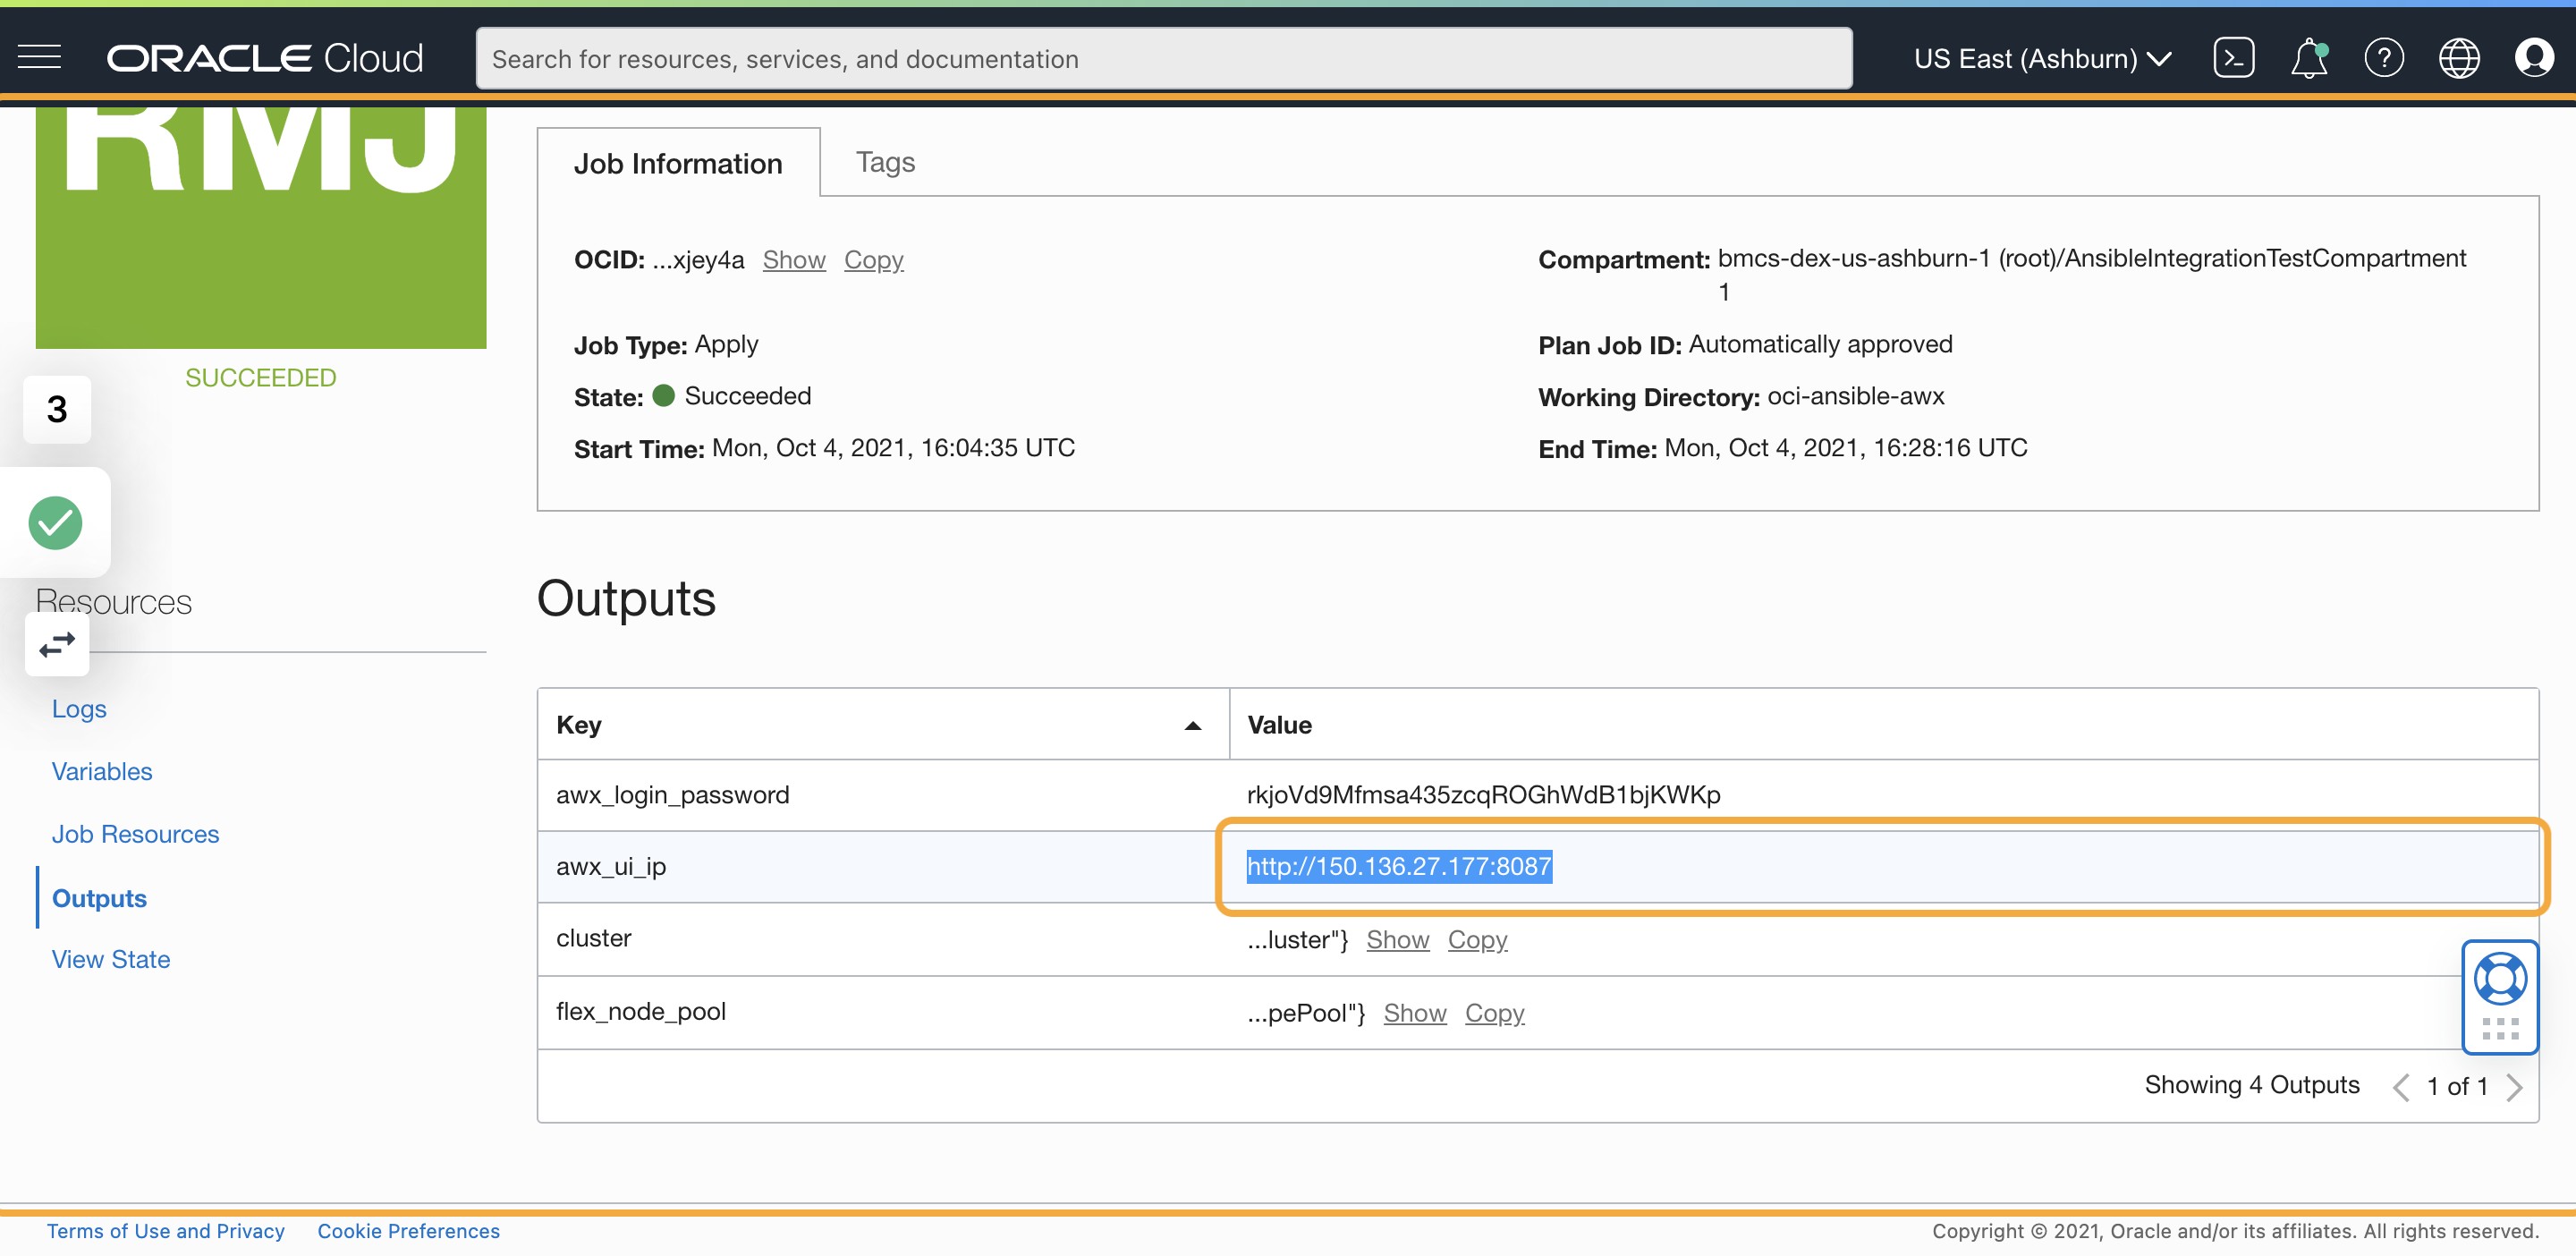 ORACLE Cloud
Search for resources, services, and documentation
US East (Ashburn)
RMJ
SUCCEEDED
3
Resources
Logs
Variables
Job Resources
Outputs
View State
Job Information
Tags
OCID: ...xjey4a Show Copy
Compartment: bmcs-dex-us-ashburn-1 (root)/AnsibleIntegrationTestCompartment
1
Job Type: Apply
Plan Job ID: Automatically approved
State: Succeeded
Working Directory: oci-ansible-awx
Start Time: Mon, Oct 4, 2021, 16:04:35 UTC
End Time: Mon, Oct 4, 2021, 16:28:16 UTC
Outputs
Key
Value
awx_login_password
rkjoVd9Mfmsa435zcqROGhWdB1bjKWKp
awx_ui_ip
http://150.136.27.177:8087
cluster
...luster"} Show Copy
flex_node_pool
...pePool"} Show Copy
Showing 4 Outputs
1 of 1
Terms of Use and Privacy
Cookie Preferences
Copyright © 2021, Oracle and/or its affiliates. All rights reserved.